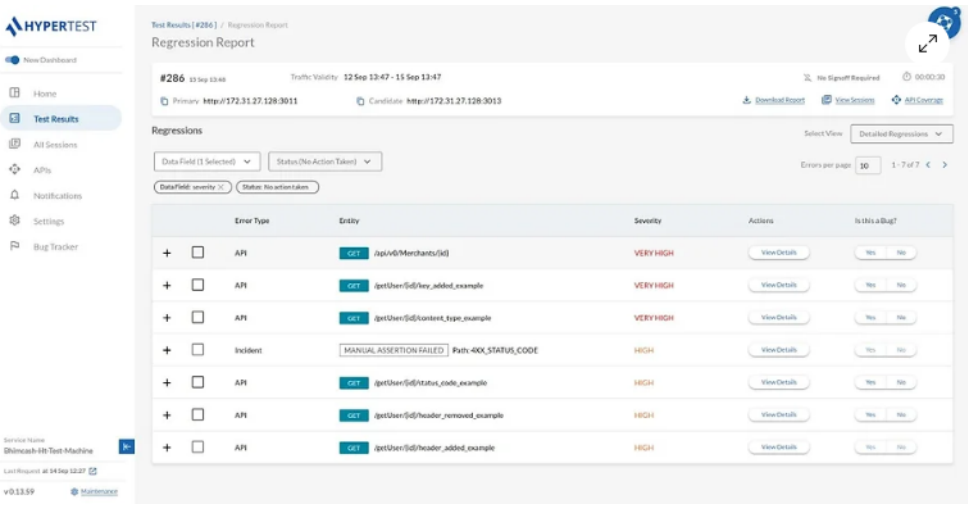 HYPERTEST
New Dashboard
Home
Test Results
All Sessions
APIs
Notifications
Settings
Bug Tracker
Service Name
Bhimcash-Ht-Test-Machine
Last Request at 14 Sep 12:27
v 0.13.59 Maintenance
Test Results [ #286 ] / Regression Report
Regression Report
#286 13 Sep 13:48 Traffic Validity 12 Sep 13:47 - 15 Sep 13:47 No Signoff Required 00:00:30
Primary http://172.31.27.128:3011 Candidate http://172.31.27.128:3013 Download Report View Sessions API Coverage
Regressions Select View Detailed Regressions
Data Field (1 Selected) Status (No Action Taken) Errors per page 10 1 - 7 of 7
Data Field: severity Status: No action taken
Error Type Entity Severity Actions Is this a Bug?
+ API GET /api/v0/Merchants/{id} VERY HIGH View Details Yes No
+ API GET /getUser/{id}/key_added_example VERY HIGH View Details Yes No
+ API GET /getUser/{id}/content_type_example VERY HIGH View Details Yes No
+ Incident MANUAL ASSERTION FAILED Path: 4XX_STATUS_CODE HIGH View Details Yes No
+ API GET /getUser/{id}/status_code_example HIGH View Details Yes No
+ API GET /getUser/{id}/header_removed_example HIGH View Details Yes No
+ API GET /getUser/{id}/header_added_example HIGH View Details Yes No